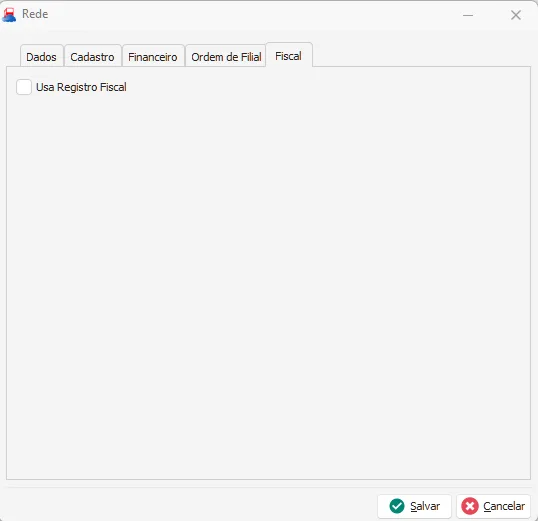 Rede
Dados Cadastro Financeiro Ordem de Filial Fiscal
Usa Registro Fiscal
Salvar Cancelar